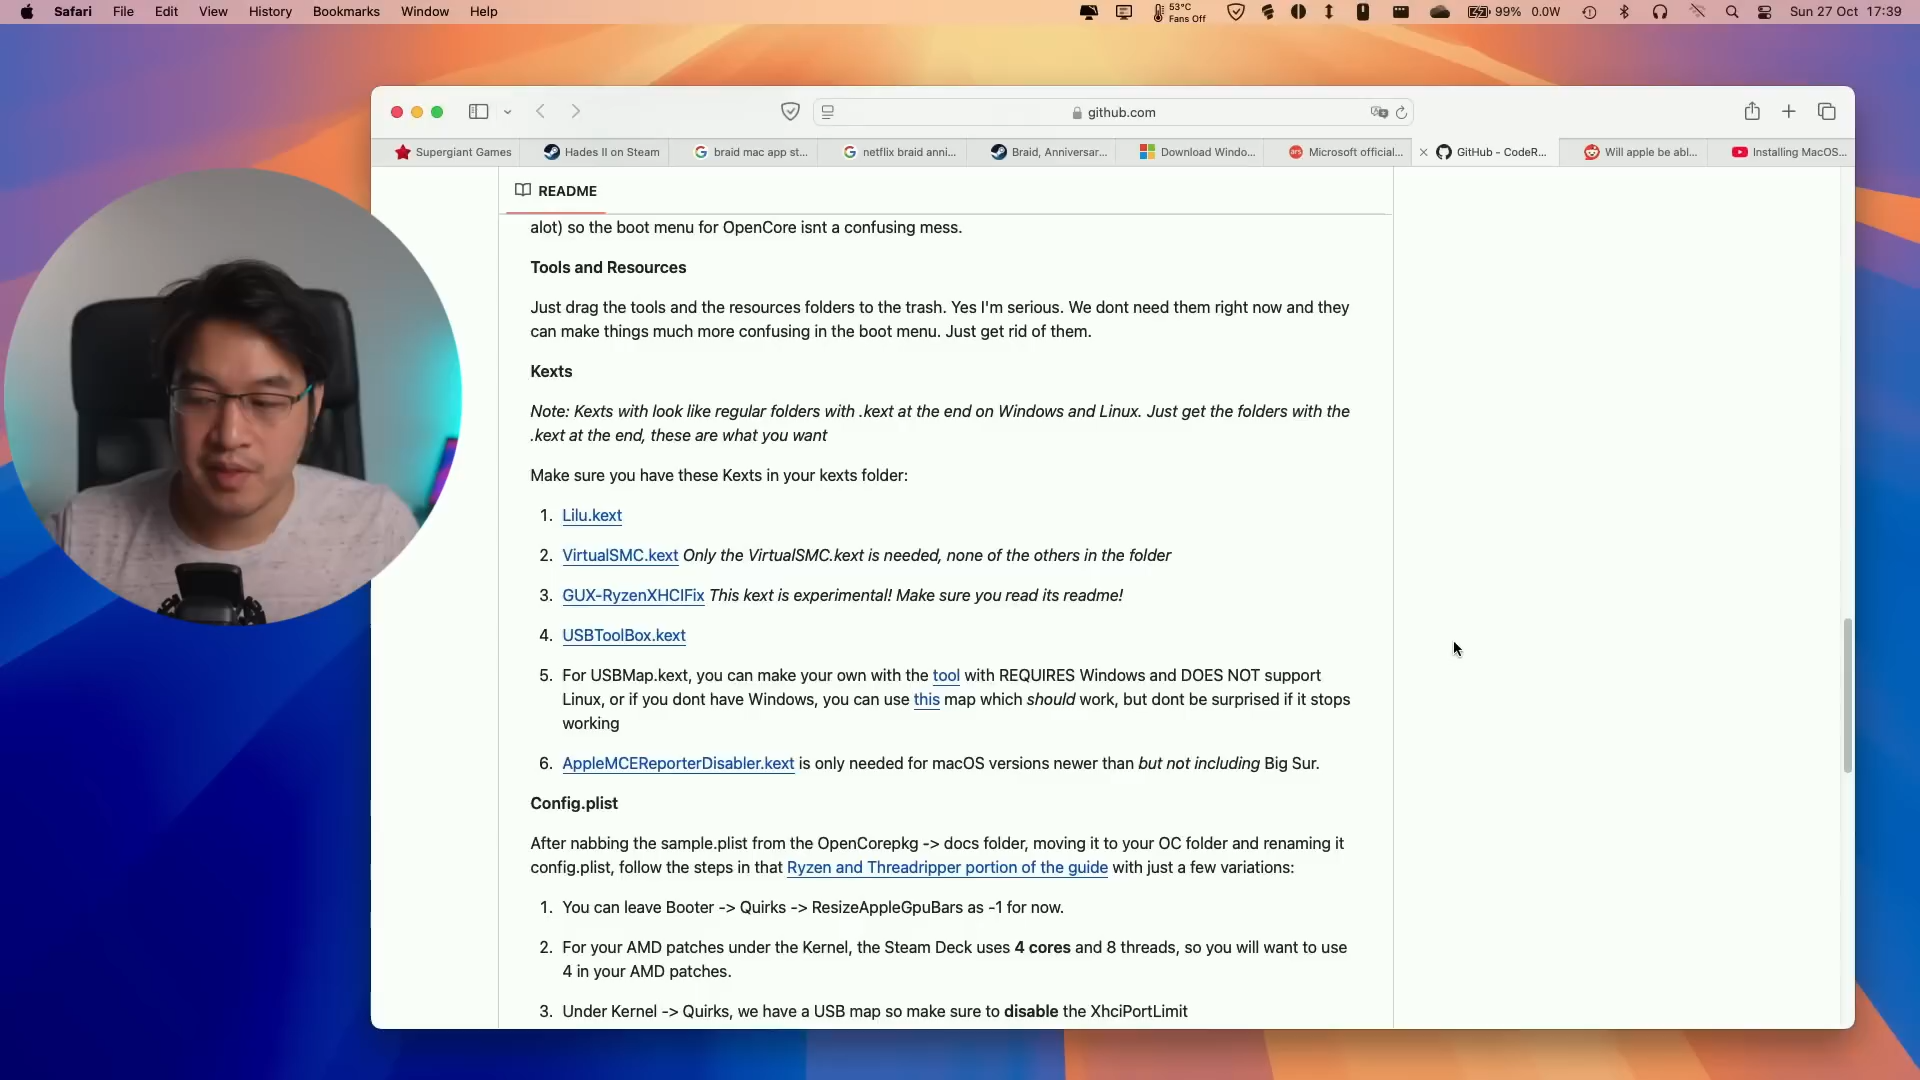 Safari File Edit View History Bookmarks Window Help
53°C
Fans Off
99% 0.0W
Sun 27 Oct 17:39
github.com
Supergiant Games
Hades II on Steam
braid mac app st...
netflix braid anni...
Braid, Anniversar...
Download Windo...
ars
Microsoft official...
GitHub - CodeR...
Will apple be abl...
Installing MacOS...
README
alot) so the boot menu for OpenCore isnt a confusing mess.
Tools and Resources
Just drag the tools and the resources folders to the trash. Yes I'm serious. We dont need them right now and they
can make things much more confusing in the boot menu. Just get rid of them.
Kexts
Note: Kexts with look like regular folders with .kext at the end on Windows and Linux. Just get the folders with the
.kext at the end, these are what you want
Make sure you have these Kexts in your kexts folder:
1. Lilu.kext
2. VirtualSMC.kext Only the VirtualSMC.kext is needed, none of the others in the folder
3. GUX-RyzenXHCIFix This kext is experimental! Make sure you read its readme!
4. USBToolBox.kext
5. For USBMap.kext, you can make your own with the tool with REQUIRES Windows and DOES NOT support
Linux, or if you dont have Windows, you can use this map which should work, but dont be surprised if it stops
working
6. AppleMCEReporterDisabler.kext is only needed for macOS versions newer than but not including Big Sur.
Config.plist
After nabbing the sample.plist from the OpenCorepkg -> docs folder, moving it to your OC folder and renaming it
config.plist, follow the steps in that Ryzen and Threadripper portion of the guide with just a few variations:
1. You can leave Booter -> Quirks -> ResizeAppleGpuBars as -1 for now.
2. For your AMD patches under the Kernel, the Steam Deck uses 4 cores and 8 threads, so you will want to use
4 in your AMD patches.
3. Under Kernel -> Quirks, we have a USB map so make sure to disable the XhciPortLimit